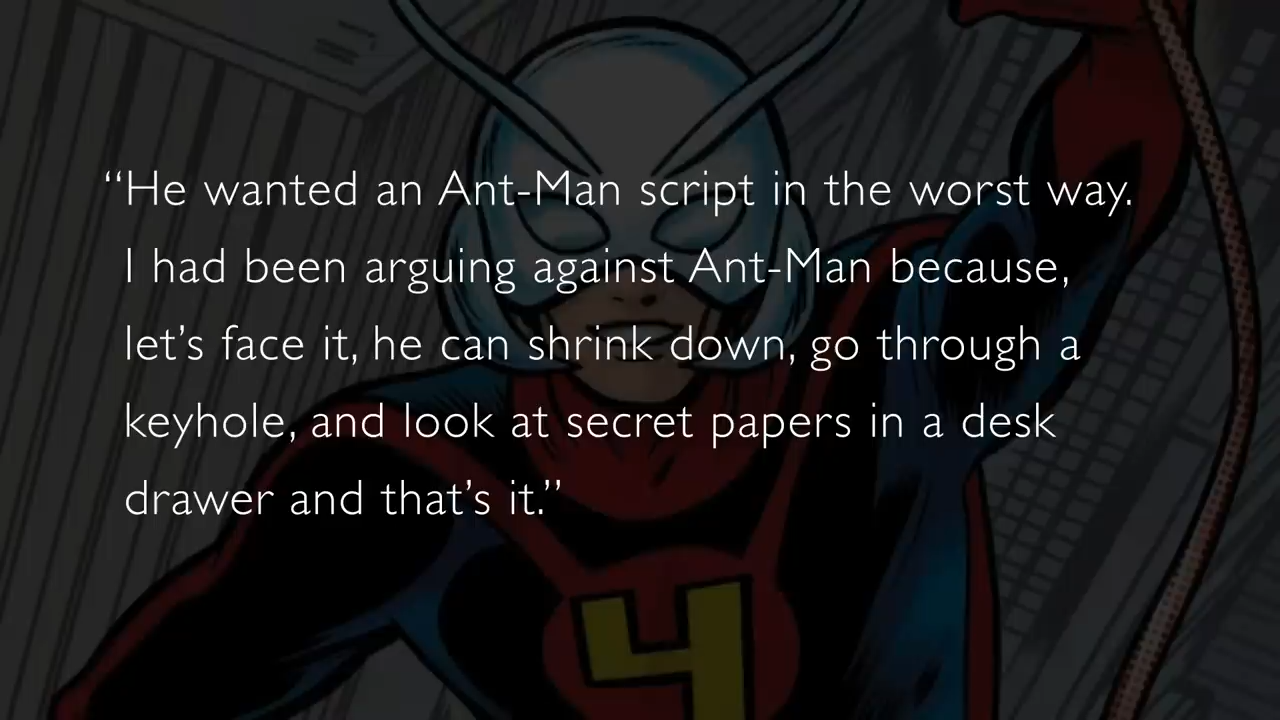 “He wanted an Ant-Man script in the worst way.
I had been arguing against Ant-Man because,
let’s face it, he can shrink down, go through a
keyhole, and look at secret papers in a desk
drawer and that’s it.”
4